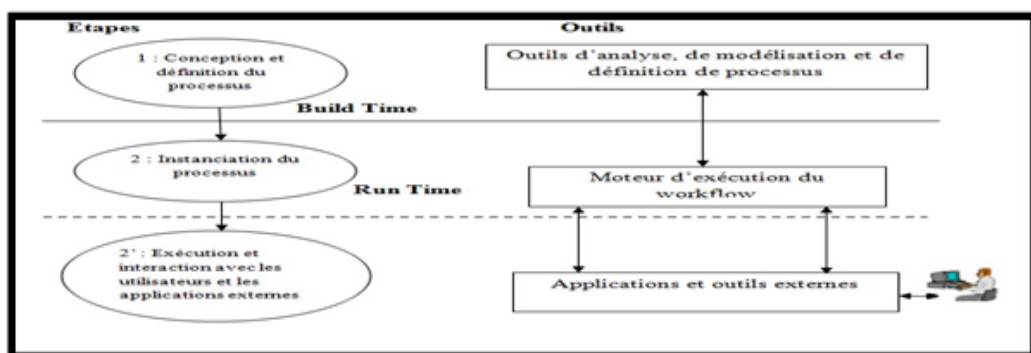 Etapes
Outils
1 : Conception et
définition du
processus
Outils d'analyse, de modélisation et de
définition de processus
Build Time
2 : Instanciation du
processus
Run Time
Moteur d'exécution du
workflow
2' : Exécution et
interaction avec les
utilisateurs et les
applications externes
Applications et outils externes